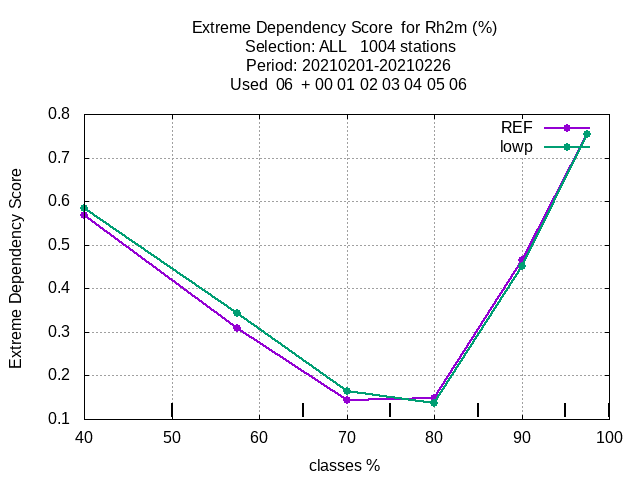 Extreme Dependency Score  for Rh2m (%)
Selection: ALL   1004 stations
Period: 20210201-20210226
Used  06  + 00 01 02 03 04 05 06
REF
lowp
Extreme Dependency Score
0.8
0.7
0.6
0.5
0.4
0.3
0.2
0.1
40 50 60 70 80 90 100
classes %